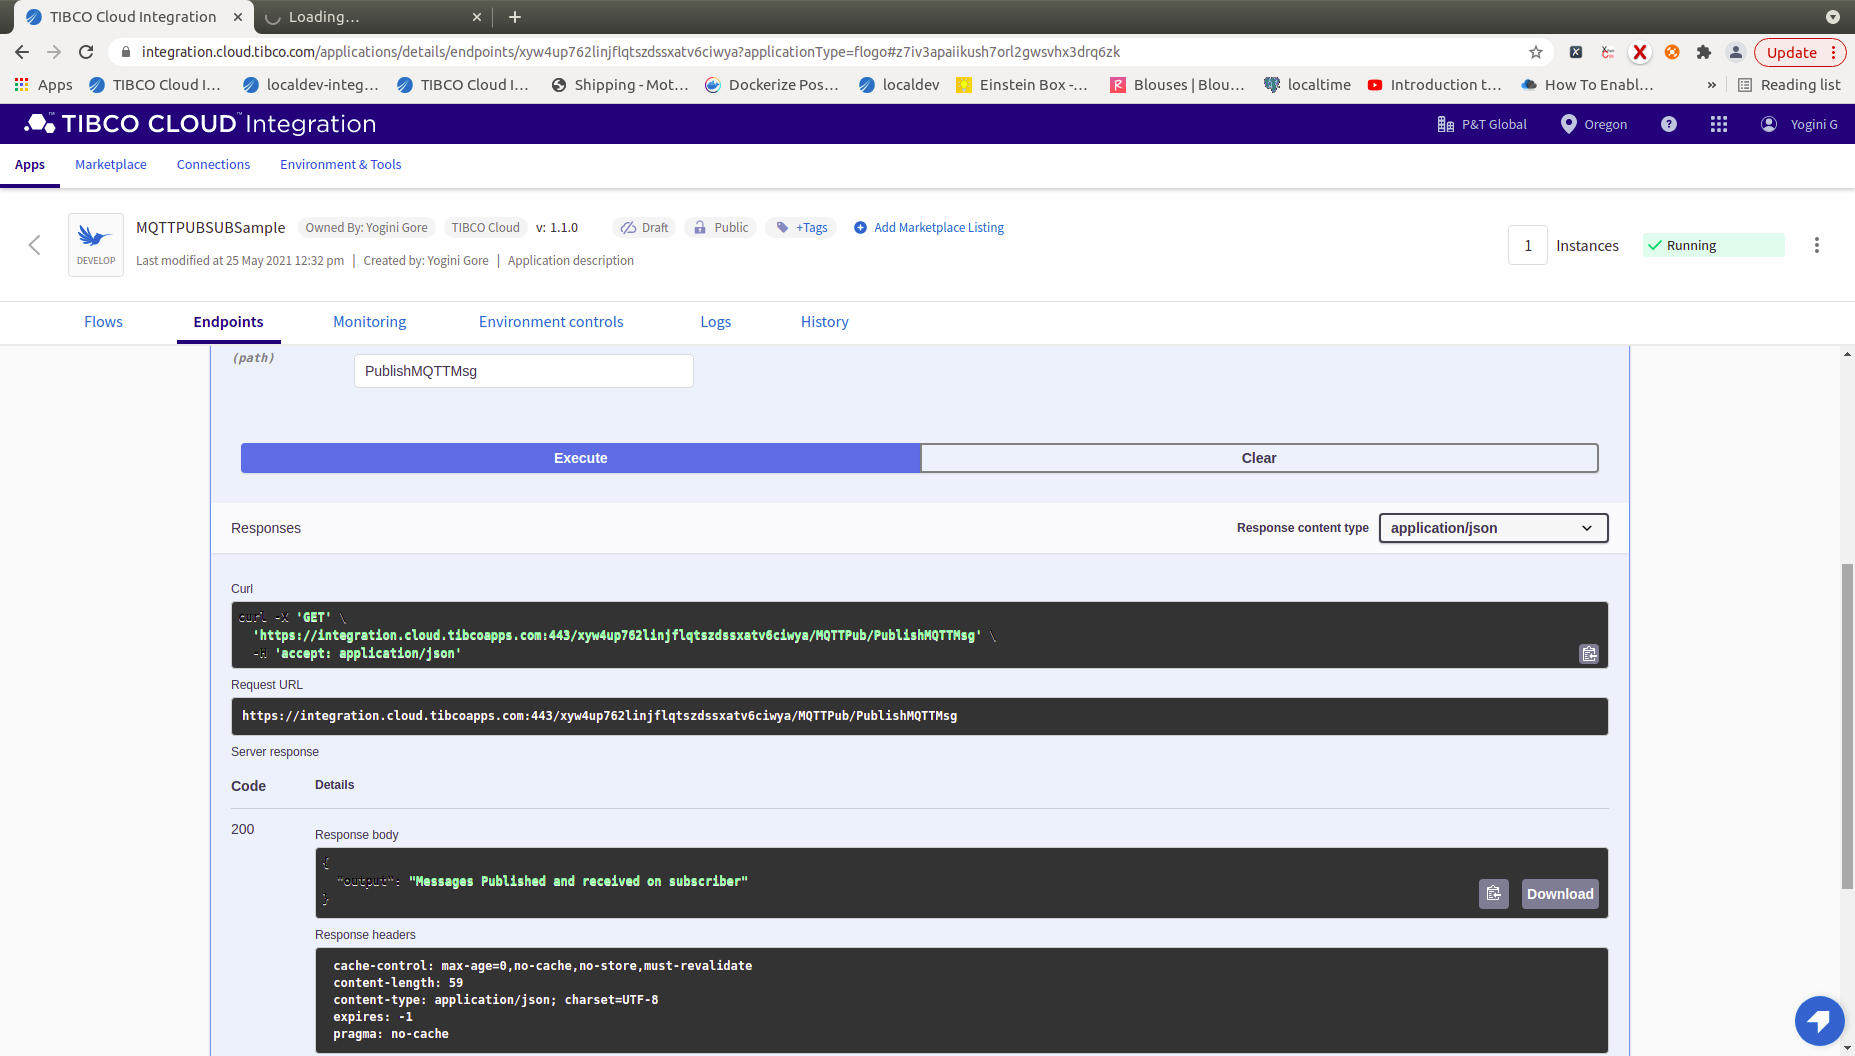 TIBCO Cloud Integration
Loading…
integration.cloud.tibco.com/applications/details/endpoints/xyw4up762linjflqtszdssxatv6ciwya?applicationType=flogo#z7iv3apaiikush7orl2gwsvhx3drq6zk
Update
Apps TIBCO Cloud I… localdev-integ… TIBCO Cloud I… Shipping - Mot… Dockerize Pos… localdev Einstein Box -… Blouses | Blou… localtime Introduction t… How To Enabl… » Reading list
TIBCO CLOUD™ Integration P&T Global Oregon ? Yogini G
Apps Marketplace Connections Environment & Tools
DEVELOP
MQTTPUBSUBSample Owned By: Yogini Gore TIBCO Cloud v: 1.1.0 Draft Public +Tags Add Marketplace Listing
Last modified at 25 May 2021 12:32 pm | Created by: Yogini Gore | Application description
1 Instances Running
Flows Endpoints Monitoring Environment controls Logs History
(path)
PublishMQTTMsg
Execute Clear
Responses Response content type application/json
Curl
curl -X 'GET' \
'https://integration.cloud.tibcoapps.com:443/xyw4up762linjflqtszdssxatv6ciwya/MQTTPub/PublishMQTTMsg' \
-H 'accept: application/json'
Request URL
https://integration.cloud.tibcoapps.com:443/xyw4up762linjflqtszdssxatv6ciwya/MQTTPub/PublishMQTTMsg
Server response
Code Details
200
Response body
{
"output": "Messages Published and received on subscriber"
}
Download
Response headers
cache-control: max-age=0,no-cache,no-store,must-revalidate
content-length: 59
content-type: application/json; charset=UTF-8
expires: -1
pragma: no-cache